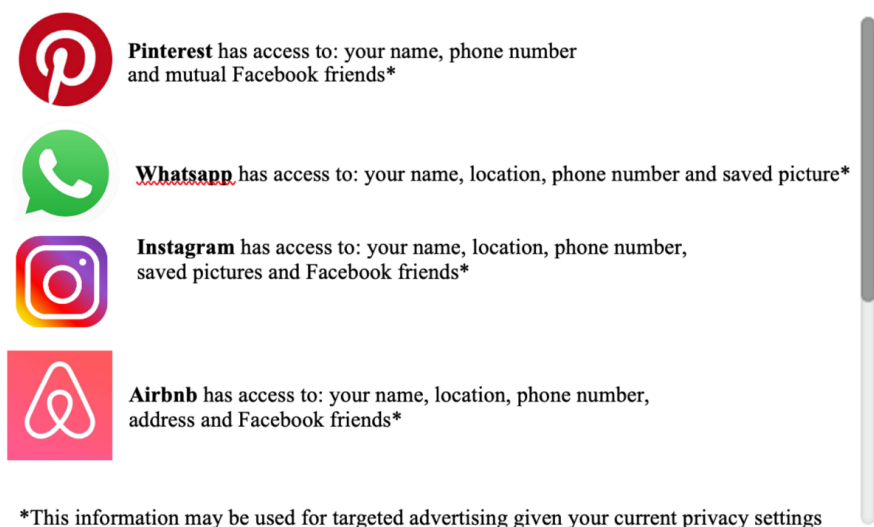 Pinterest has access to: your name, phone number
and mutual Facebook friends*
Whatsapp has access to: your name, location, phone number and saved picture*
Instagram has access to: your name, location, phone number,
saved pictures and Facebook friends*
Airbnb has access to: your name, location, phone number,
address and Facebook friends*
*This information may be used for targeted advertising given your current privacy settings